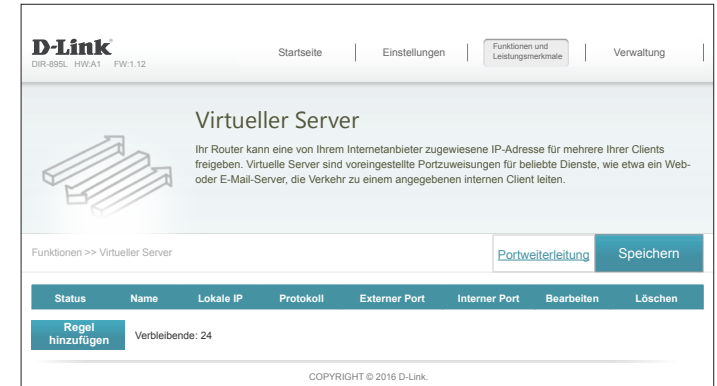 D-Link
DIR-895L HW:A1 FW:1.12
Startseite
Einstellungen
Funktionen und
Leistungsmerkmale
Verwaltung
Virtueller Server
Ihr Router kann eine von Ihrem Internetanbieter zugewiesene IP-Adresse für mehrere Ihrer Clients
freigeben. Virtuelle Server sind voreingestellte Portzuweisungen für beliebte Dienste, wie etwa ein Web-
oder E-Mail-Server, die Verkehr zu einem angegebenen internen Client leiten.
Funktionen >> Virtueller Server
Portweiterleitung
Speichern
Status Name Lokale IP Protokoll Externer Port Interner Port Bearbeiten Löschen
Regel
hinzufügen
Verbleibende: 24
COPYRIGHT © 2016 D-Link.